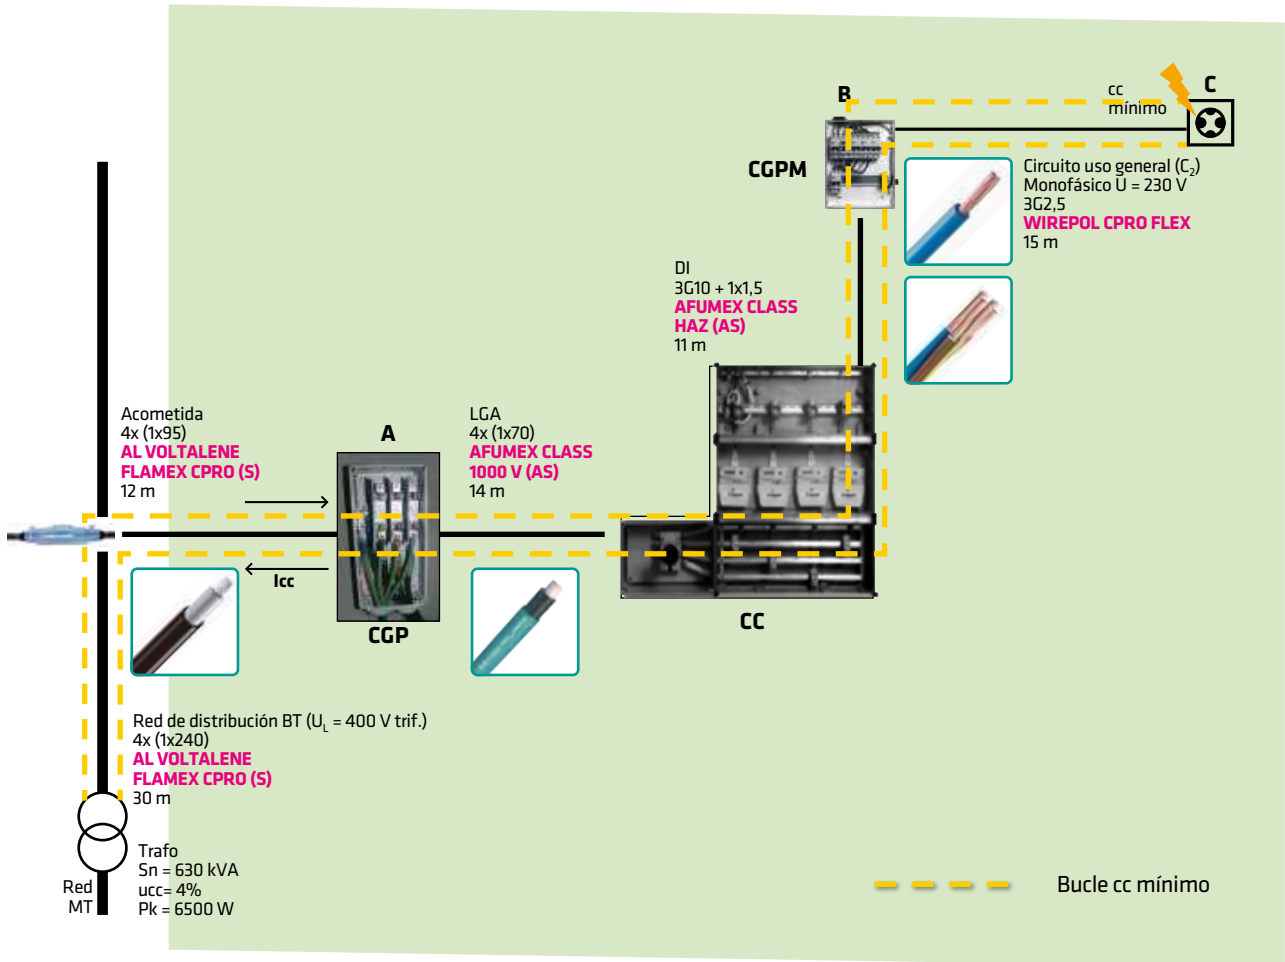 B
C
cc
mínimo
CGPM
Circuito uso general (C₂)
Monofásico U = 230 V
3G2,5
WIREPOL CPRO FLEX
15 m
DI
3G10 + 1x1,5
AFUMEX CLASS
HAZ (AS)
11 m
Acometida
4x (1x95)
AL VOLTALENE
FLAMEX CPRO (S)
12 m
A
LGA
4x (1x70)
AFUMEX CLASS
1000 V (AS)
14 m
Icc
CGP
CC
Red de distribución BT (U_L = 400 V trif.)
4x (1x240)
AL VOLTALENE
FLAMEX CPRO (S)
30 m
Trafo
Sn = 630 kVA
ucc= 4%
Pk = 6500 W
Red
MT
Bucle cc mínimo